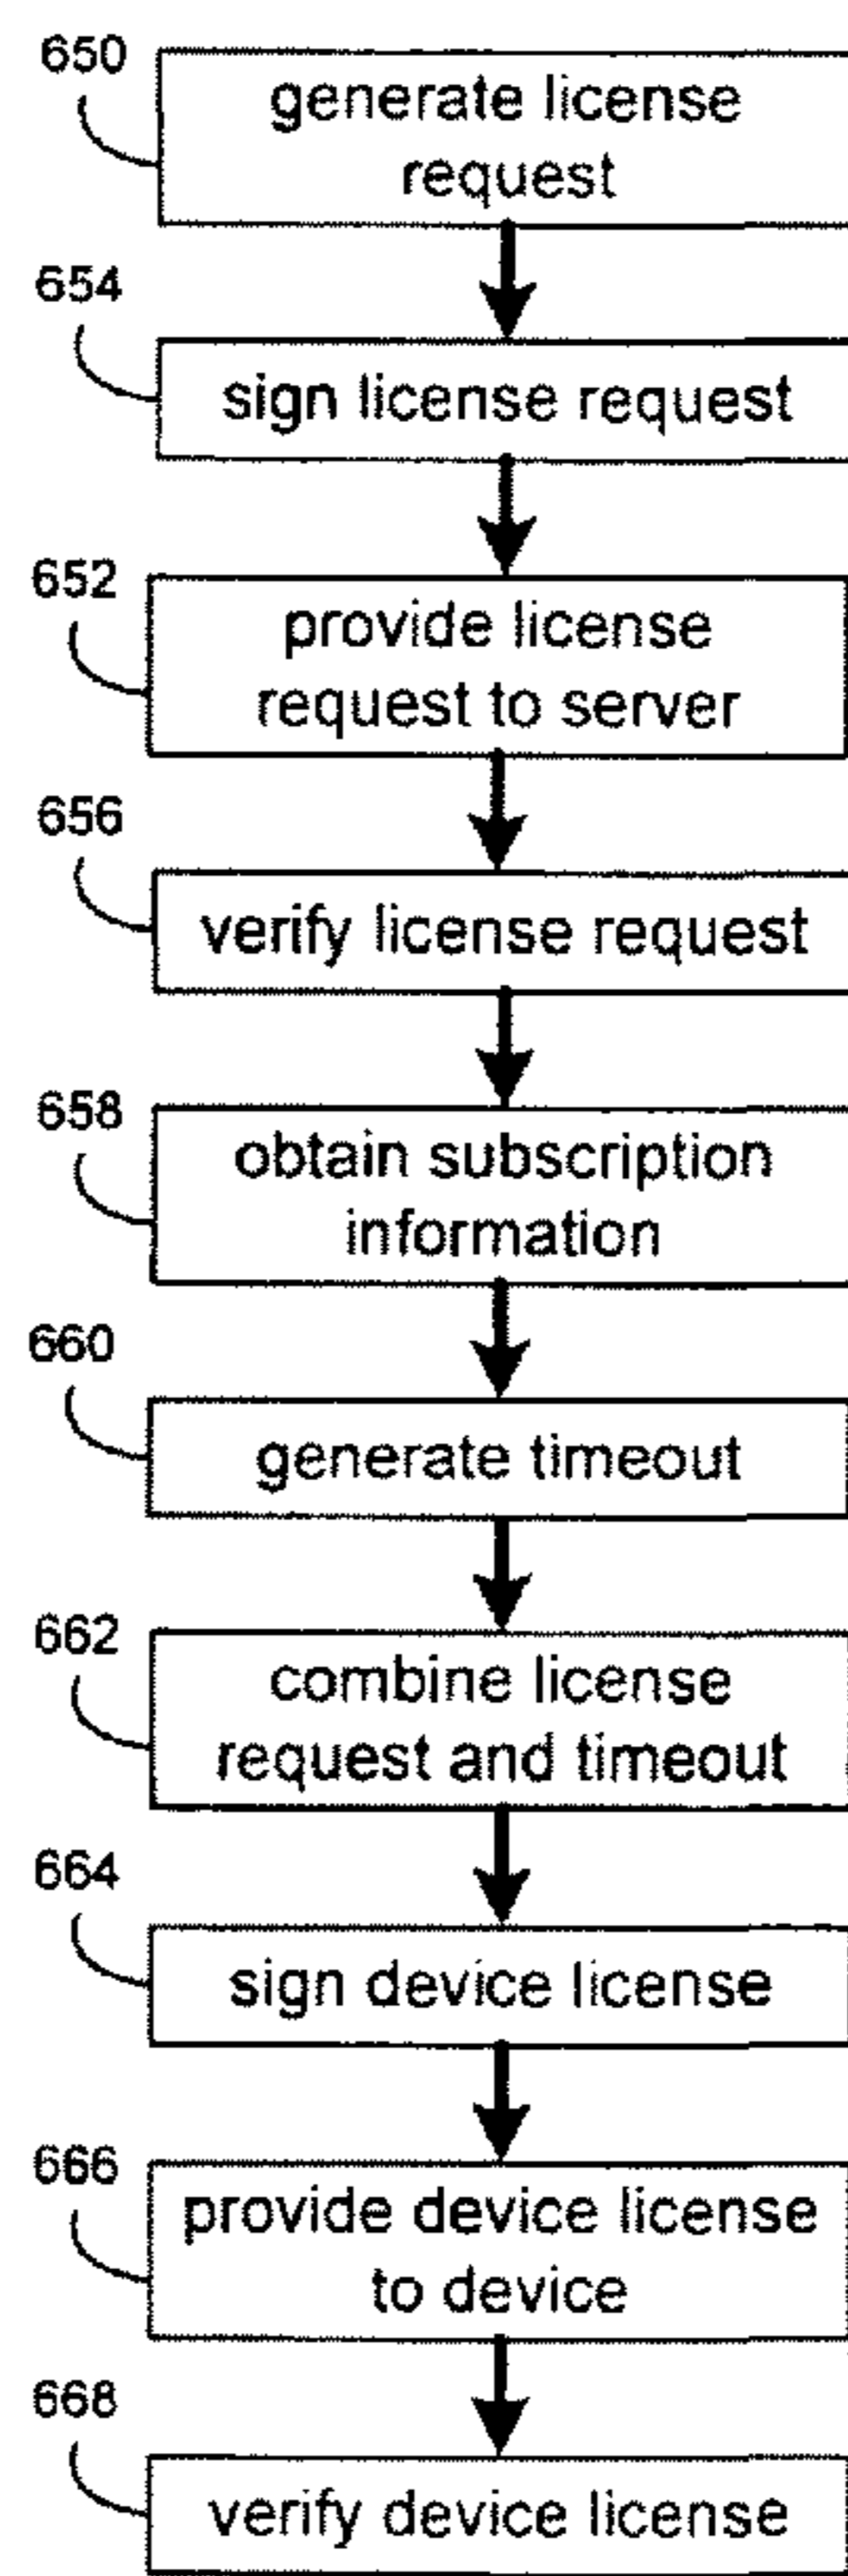 650
generate license
request
654
sign license request
652
provide license
request to server
656
verify license request
658
obtain subscription
information
660
generate timeout
662
combine license
request and timeout
664
sign device license
666
provide device license
to device
668
verify device license